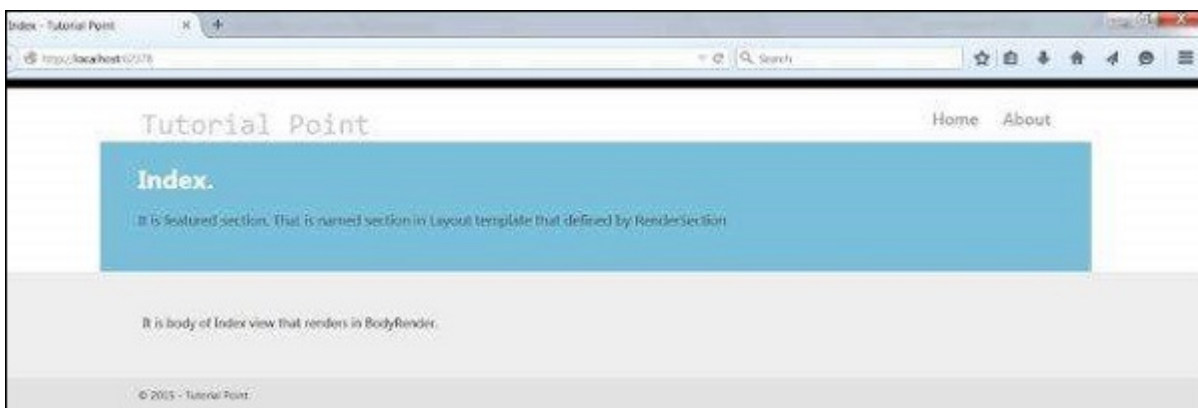 Index - Tutorial Point
http://localhost:62378
Search
Tutorial Point
Home About
Index.
It is featured section. That is named section in Layout template that defined by RenderSection
It is body of Index view that renders in BodyRender.
© 2015 - Tutorial Point